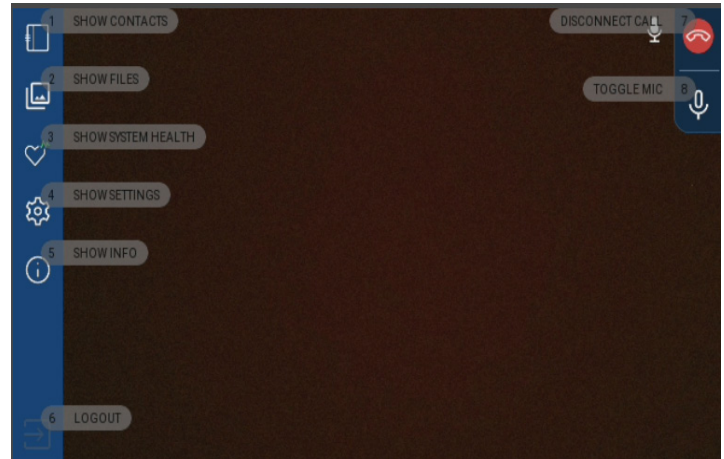 1 SHOW CONTACTS
2 SHOW FILES
3 SHOW SYSTEM HEALTH
4 SHOW SETTINGS
5 SHOW INFO
6 LOGOUT
DISCONNECT CALL 7
TOGGLE MIC 8